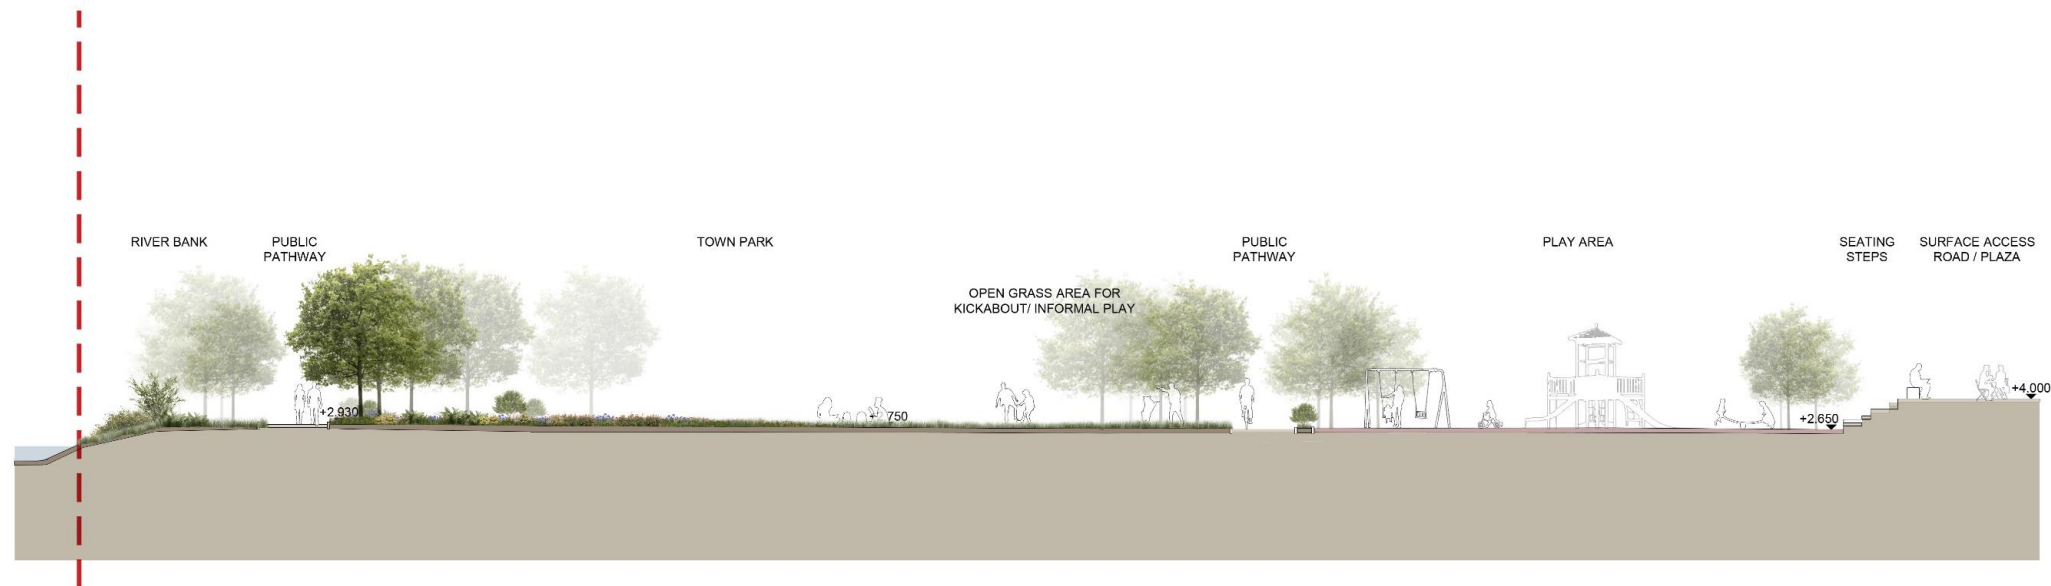 RIVER BANK
PUBLIC
PATHWAY
TOWN PARK
OPEN GRASS AREA FOR
KICKABOUT/ INFORMAL PLAY
PUBLIC
PATHWAY
PLAY AREA
SEATING
STEPS
SURFACE ACCESS
ROAD / PLAZA
+2.930
750
+2.650
+4.000